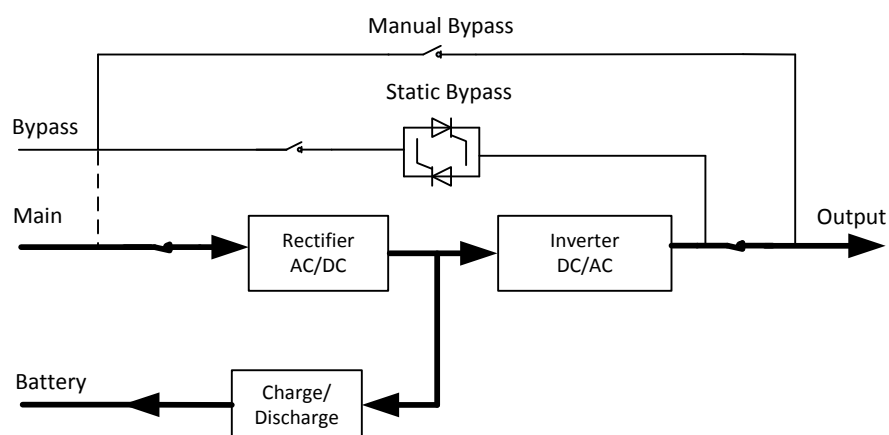 Manual Bypass
Static Bypass
Bypass
Main
Output
Rectifier
AC/DC
Inverter
DC/AC
Battery
Charge/
Discharge